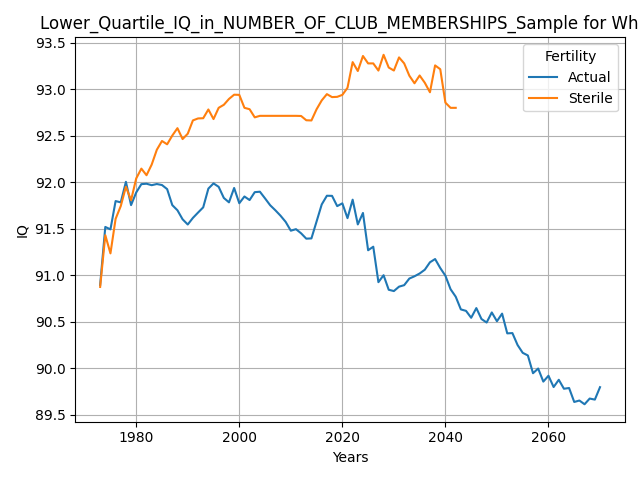 Lower_Quartile_IQ_in_NUMBER_OF_CLUB_MEMBERSHIPS_Sample for Wh
93.5
93.0
92.5
92.0
91.5
91.0
90.5
90.0
89.5
IQ
Fertility
Actual
Sterile
1980
2000
2020
2040
2060
Years